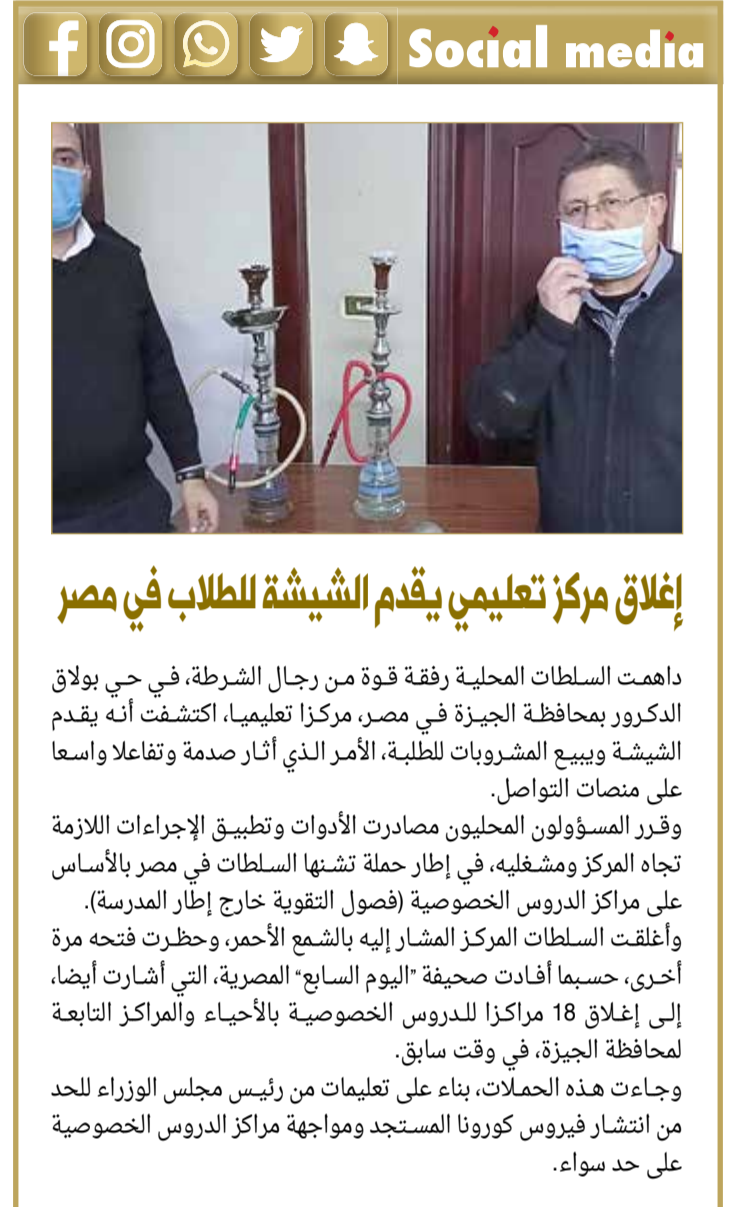 Social media
إغلاق مركز تعليمي يقدم الشيشة للطلاب في مصر
داهمت السلطات المحلية رفقة قوة من رجال الشرطة، في حي بولاق
الدكرور بمحافظة الجيزة في مصر، مركزا تعليميا، اكتشفت أنه يقدم
الشيشة ويبيع المشروبات للطلبة، الأمر الذي أثار صدمة وتفاعلا واسعا
على منصات التواصل.
وقرر المسؤولون المحليون مصادرت الأدوات وتطبيق الإجراءات اللازمة
تجاه المركز ومشغليه، في إطار حملة تشنها السلطات في مصر بالأساس
على مراكز الدروس الخصوصية (فصول التقوية خارج إطار المدرسة).
وأغلقت السلطات المركز المشار إليه بالشمع الأحمر، وحظرت فتحه مرة
أخرى، حسبما أفادت صحيفة "اليوم السابع" المصرية، التي أشارت أيضا،
إلى إغلاق 18 مراكزا للدروس الخصوصية بالأحياء والمراكز التابعة
لمحافظة الجيزة، في وقت سابق.
وجاءت هذه الحملات، بناء على تعليمات من رئيس مجلس الوزراء للحد
من انتشار فيروس كورونا المستجد ومواجهة مراكز الدروس الخصوصية
على حد سواء.